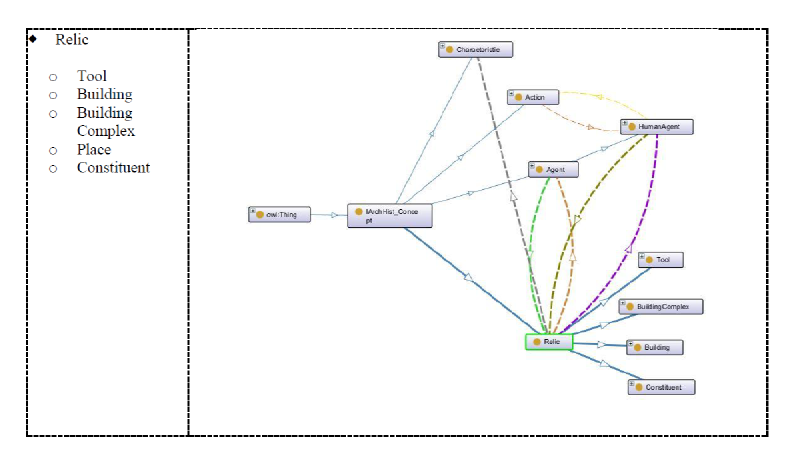 ◆ Relic
○ Tool
○ Building
○ Building
Complex
○ Place
○ Constituent
Characteristic
Action
HumanAgent
Agent
owl:Thing
IArchHist_Conce
pt
Tool
BuildingComplex
Relic
Building
Constituent